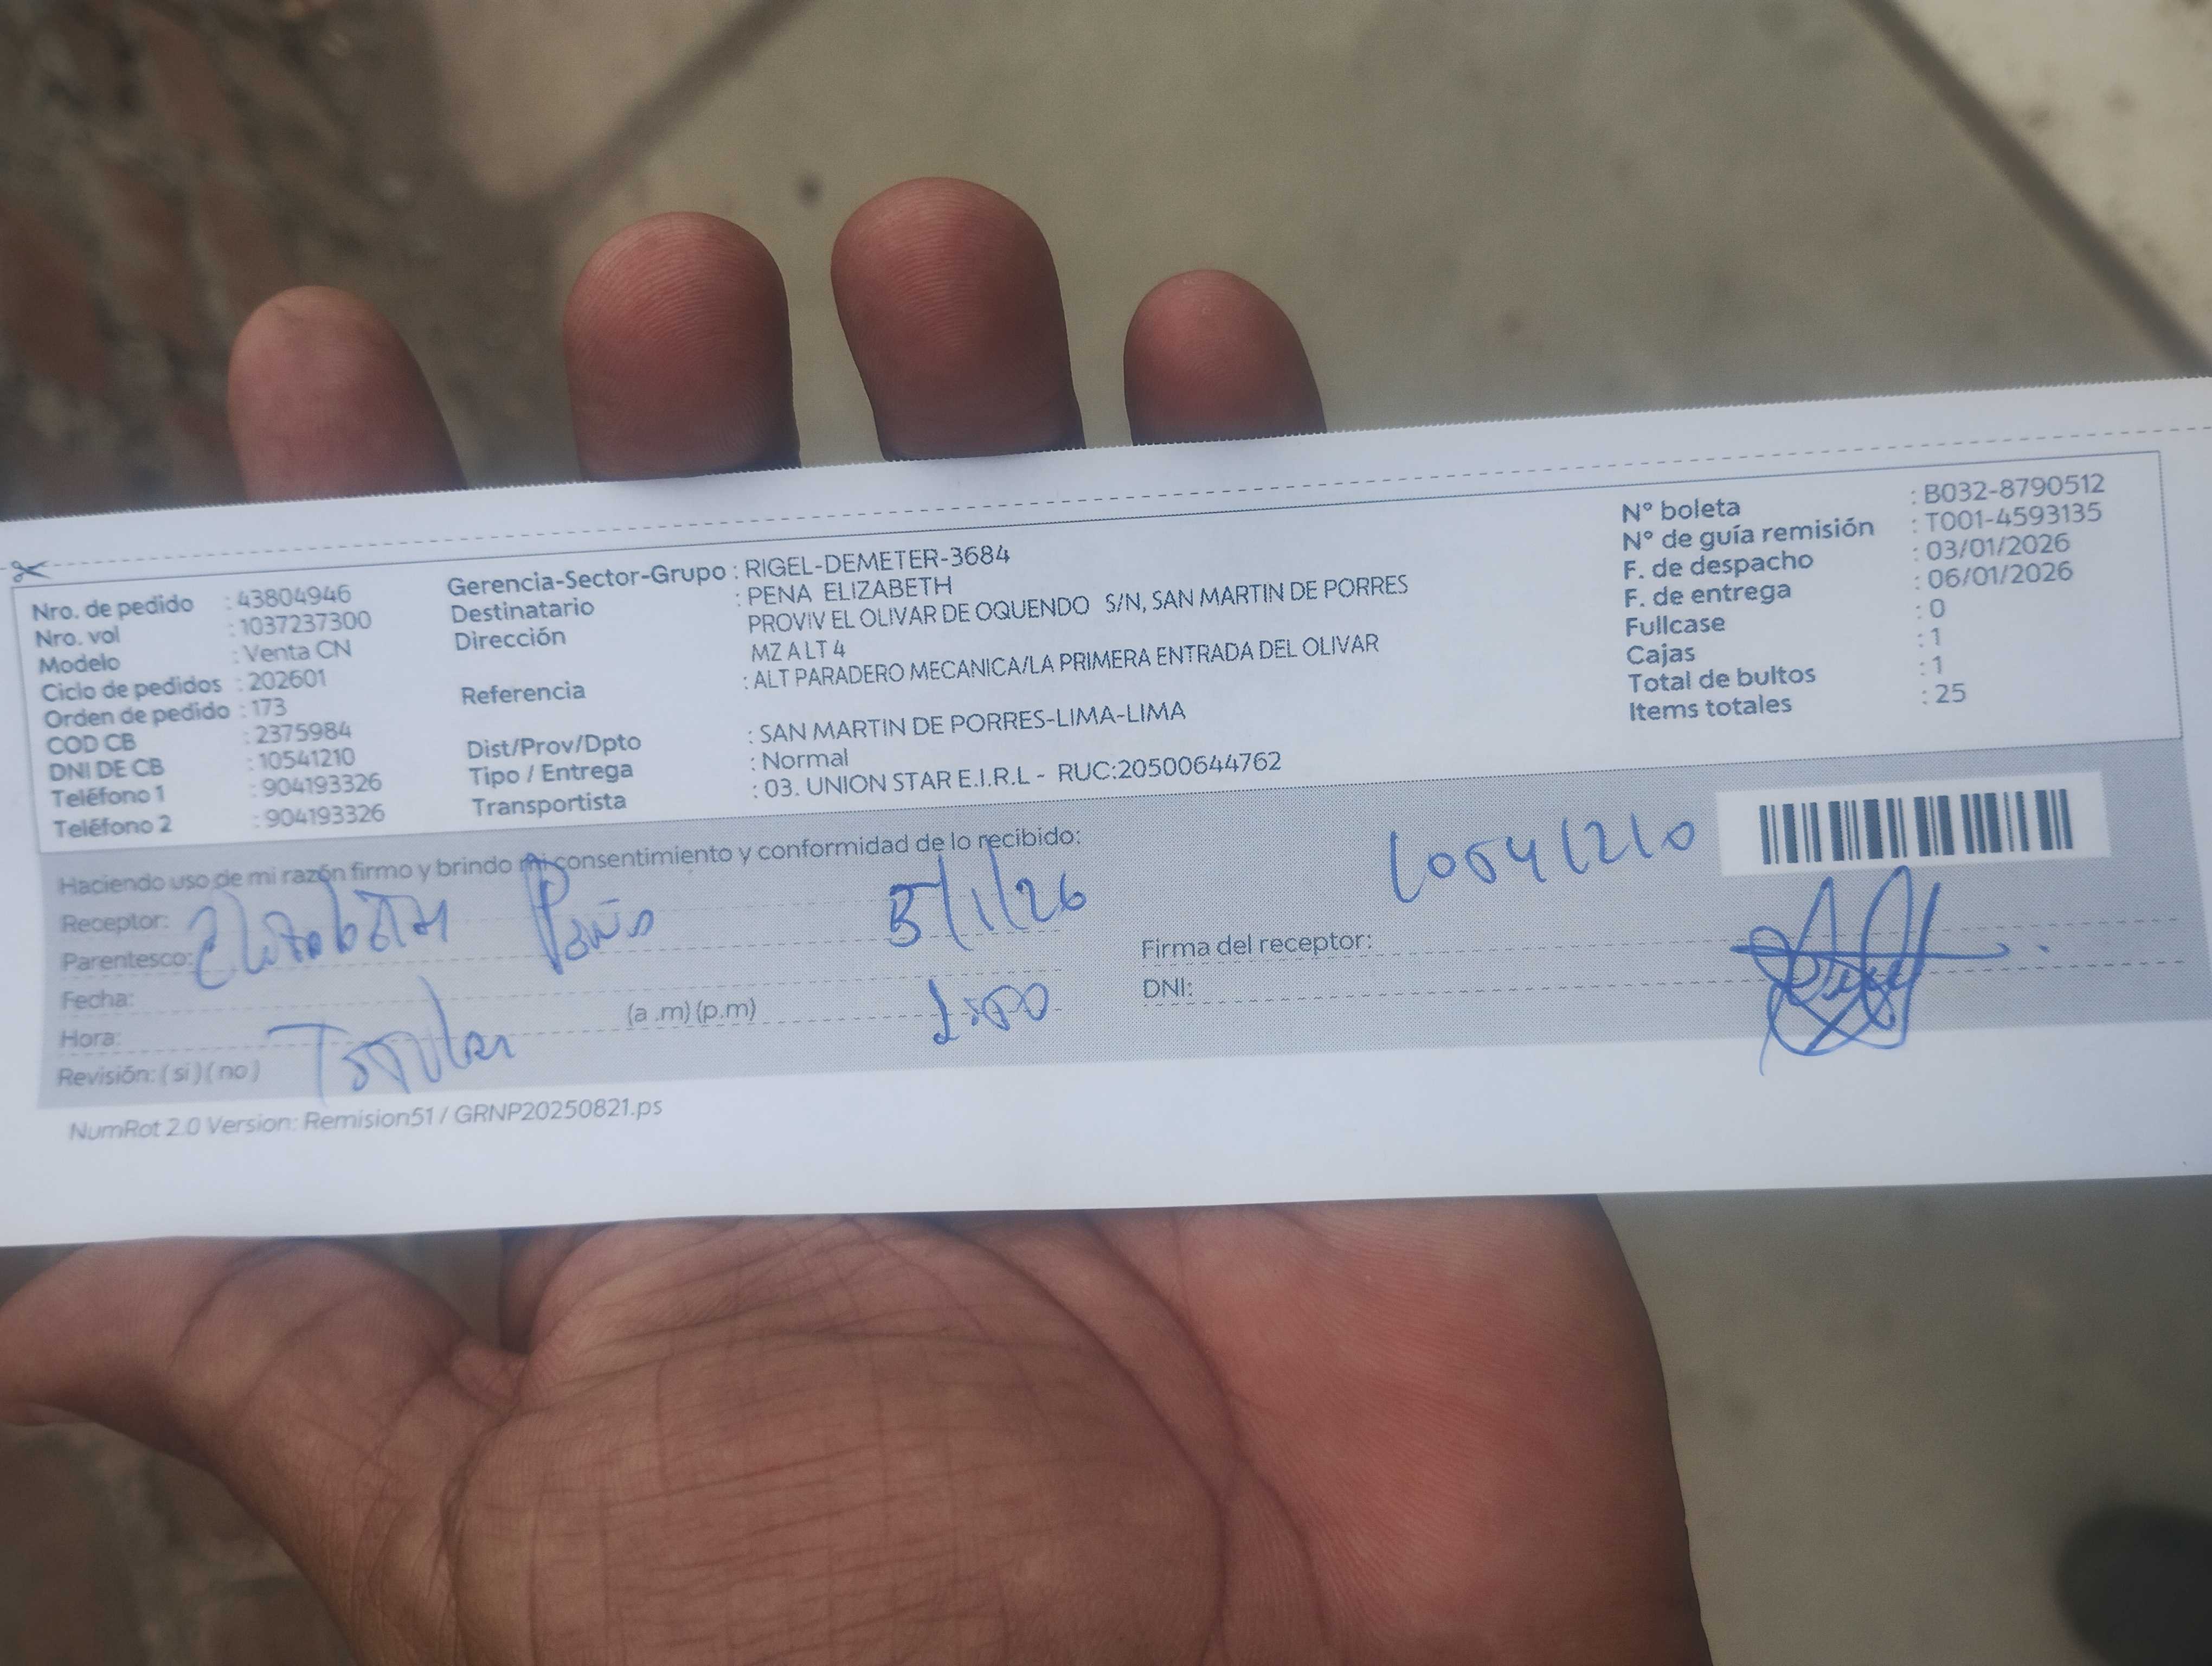 Nro. de pedido : 43804946
Nro. vol : 1037237300
Modelo : Venta CN
Ciclo de pedidos : 202601
Orden de pedido : 173
COD CB : 2375984
DNI DE CB : 10541210
Teléfono 1 : 904193326
Teléfono 2 : 904193326
Gerencia-Sector-Grupo : RIGEL-DEMETER-3684
Destinatario : PENA ELIZABETH
Dirección PROVIV EL OLIVAR DE OQUENDO S/N, SAN MARTIN DE PORRES
MZ A LT 4
Referencia : ALT PARADERO MECANICA/LA PRIMERA ENTRADA DEL OLIVAR
Dist/Prov/Dpto : SAN MARTIN DE PORRES-LIMA-LIMA
Tipo / Entrega : Normal
Transportista : 03. UNION STAR E.I.R.L - RUC:20500644762
N° boleta : B032-8790512
N° de guía remisión : T001-4593135
F. de despacho : 03/01/2026
F. de entrega : 06/01/2026
Fullcase : 0
Cajas : 1
Total de bultos : 1
Items totales : 25
Haciendo uso de mi razón firmo y brindo mi consentimiento y conformidad de lo recibido:
Receptor: Elizabeth Peña 5/1/26
Parentesco:
Fecha:
Hora: (a .m) (p.m) 1:00
Revisión: ( si ) ( no ) Titular
10541210
Firma del receptor:
DNI:
NumRot 2.0 Version: Remision51 / GRNP20250821.ps